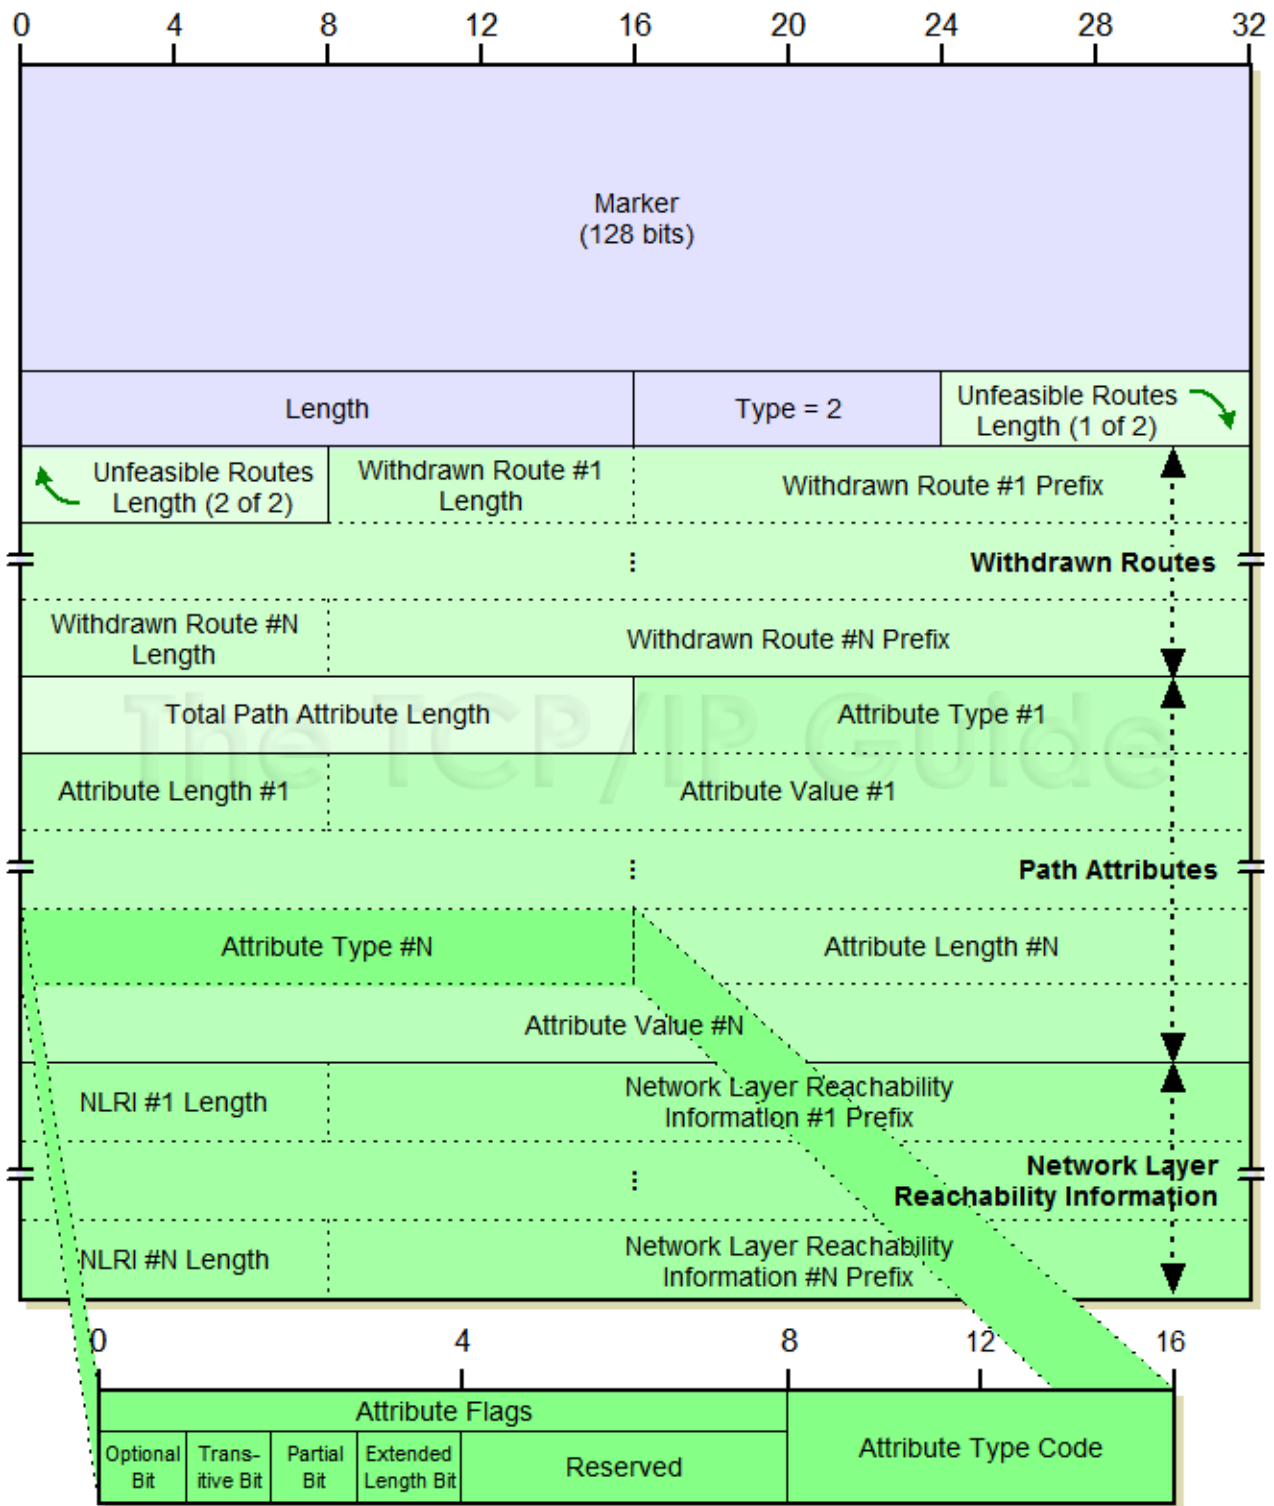 0 4 8 12 16 20 24 28 32
Marker
(128 bits)
Length
Type = 2
Unfeasible Routes
Length (1 of 2)
Unfeasible Routes
Length (2 of 2)
Withdrawn Route #1
Length
Withdrawn Route #1 Prefix
Withdrawn Routes
Withdrawn Route #N
Length
Withdrawn Route #N Prefix
The TCP/IP Guide
Total Path Attribute Length
Attribute Type #1
Attribute Length #1
Attribute Value #1
Path Attributes
Attribute Type #N
Attribute Length #N
Attribute Value #N
NLRI #1 Length
Network Layer Reachability
Information #1 Prefix
Network Layer
Reachability Information
NLRI #N Length
Network Layer Reachability
Information #N Prefix
0 4 8 12 16
Attribute Flags
Optional
Bit
Trans-
itive Bit
Partial
Bit
Extended
Length Bit
Reserved
Attribute Type Code